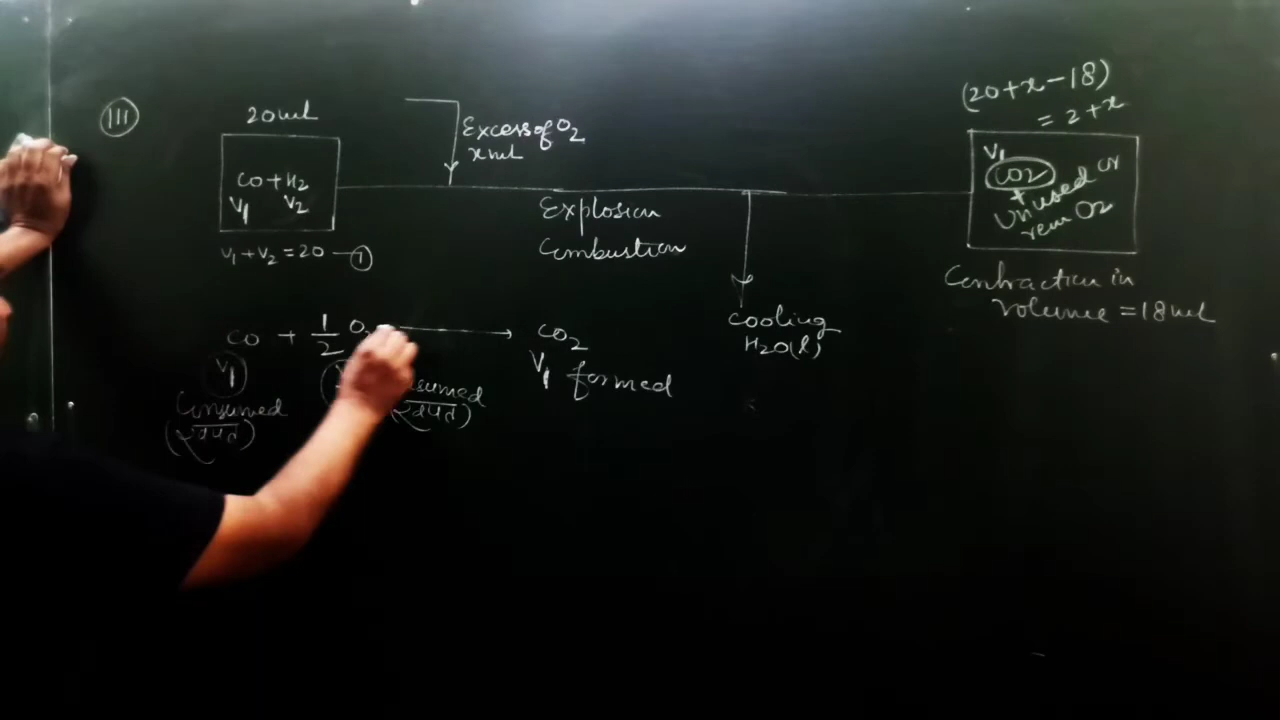 III
20ml
CO + H2
V1 V2
V1 + V2 = 20 — 1
Excess of O2
x ml
Explosion
Combustion
Cooling
H2O(l)
(20+x-18)
= 2+x
V1
CO2
+
Unused or
rem O2
Contraction in
Volume = 18ml
CO + 1/2 O2 → CO2
V1
Consumed
V1 formed